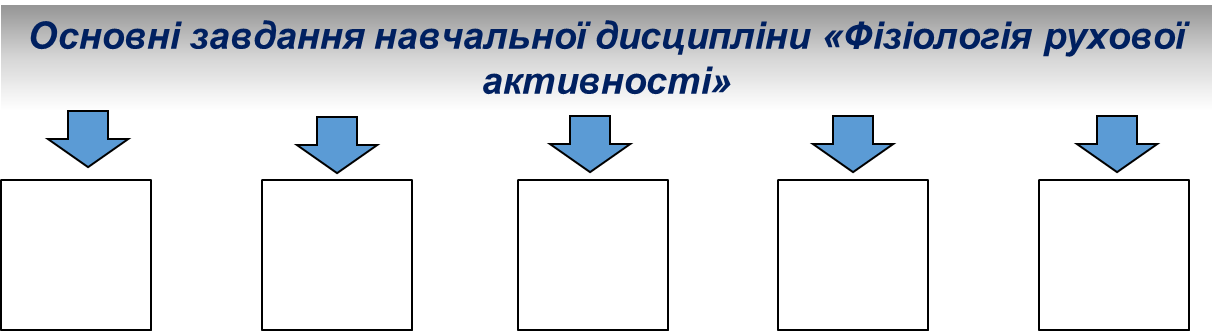 Основні завдання навчальної дисципліни «Фізіологія рухової
активності»